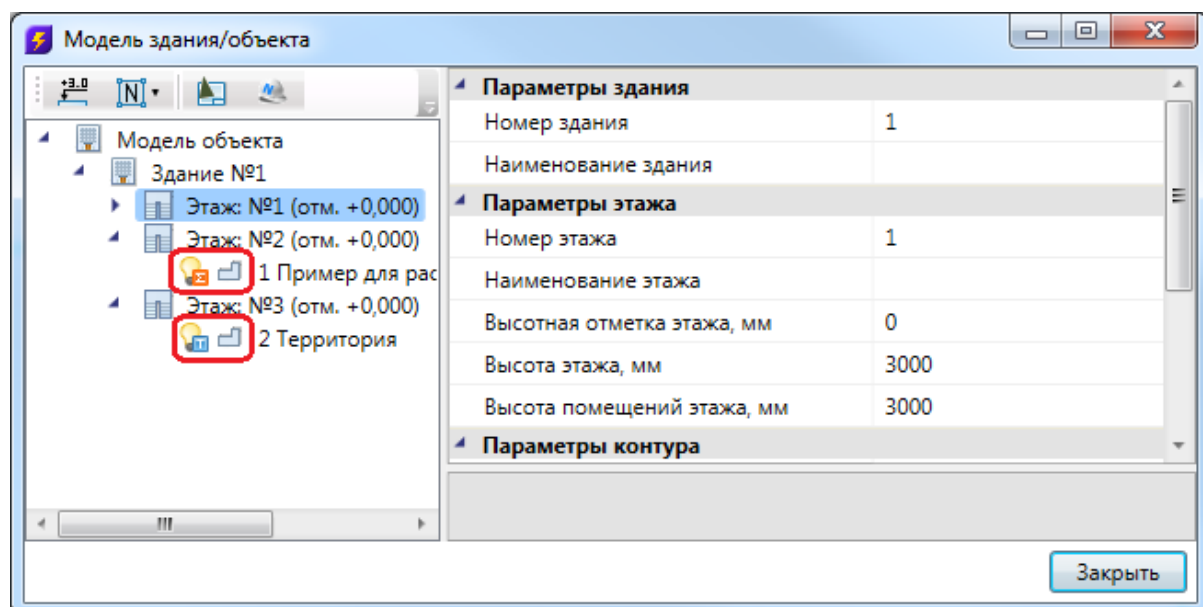 Модель здания/объекта
+3.0
N
Модель объекта
Здание №1
Этаж: №1 (отм. +0,000)
Этаж: №2 (отм. +0,000)
1 Пример для рас
Этаж: №3 (отм. +0,000)
2 Территория
Параметры здания
Номер здания 1
Наименование здания
Параметры этажа
Номер этажа 1
Наименование этажа
Высотная отметка этажа, мм 0
Высота этажа, мм 3000
Высота помещений этажа, мм 3000
Параметры контура
Закрыть